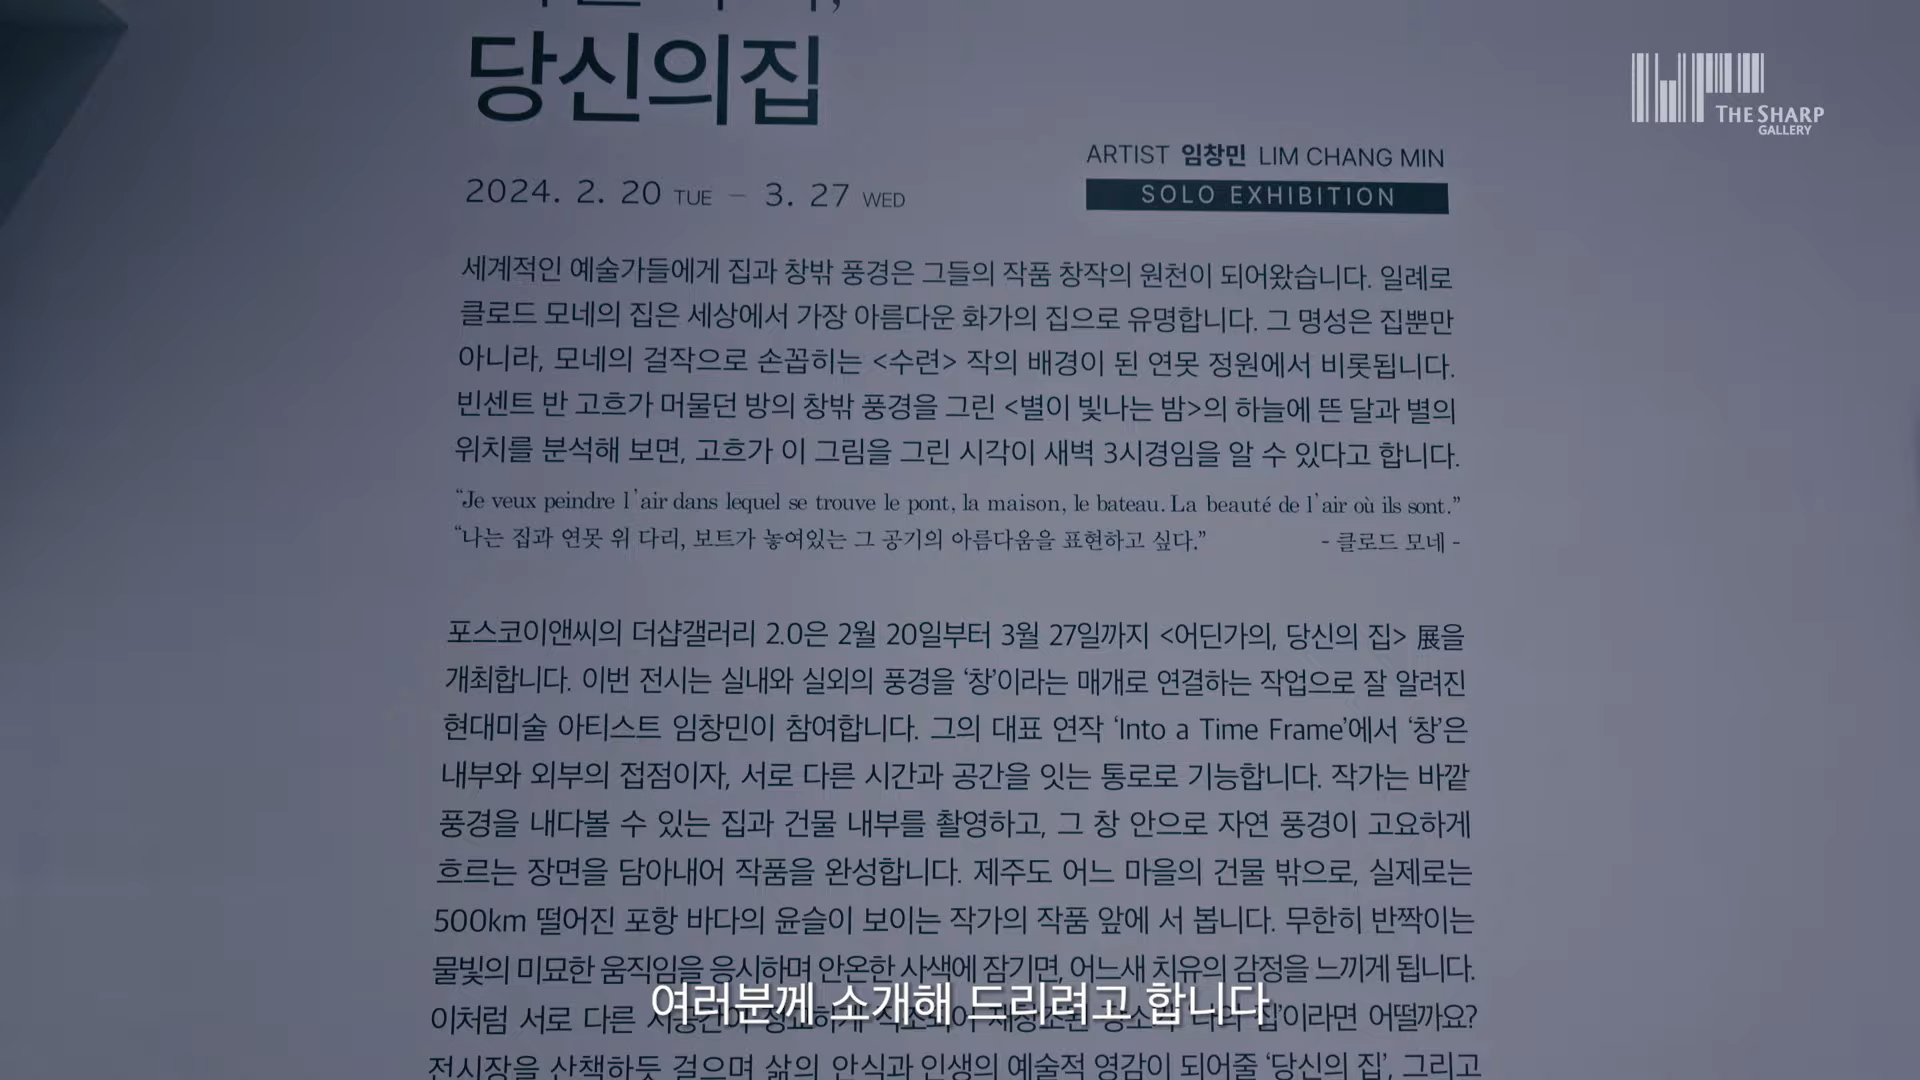 당신의집
THE SHARP
GALLERY
ARTIST 임창민 LIM CHANG MIN
2024. 2. 20 TUE – 3. 27 WED
SOLO EXHIBITION
세계적인 예술가들에게 집과 창밖 풍경은 그들의 작품 창작의 원천이 되어왔습니다. 일례로
클로드 모네의 집은 세상에서 가장 아름다운 화가의 집으로 유명합니다. 그 명성은 집뿐만
아니라, 모네의 걸작으로 손꼽히는 <수련> 작의 배경이 된 연못 정원에서 비롯됩니다.
빈센트 반 고흐가 머물던 방의 창밖 풍경을 그린 <별이 빛나는 밤>의 하늘에 뜬 달과 별의
위치를 분석해 보면, 고흐가 이 그림을 그린 시각이 새벽 3시경임을 알 수 있다고 합니다.
“Je veux peindre l’air dans lequel se trouve le pont, la maison, le bateau. La beauté de l’air où ils sont.”
“나는 집과 연못 위 다리, 보트가 놓여있는 그 공기의 아름다움을 표현하고 싶다.” - 클로드 모네 -
포스코이앤씨의 더샵갤러리 2.0은 2월 20일부터 3월 27일까지 <어딘가의, 당신의 집> 展을
개최합니다. 이번 전시는 실내와 실외의 풍경을 ‘창’이라는 매개로 연결하는 작업으로 잘 알려진
현대미술 아티스트 임창민이 참여합니다. 그의 대표 연작 ‘Into a Time Frame’에서 ‘창’은
내부와 외부의 접점이자, 서로 다른 시간과 공간을 잇는 통로로 기능합니다. 작가는 바깥
풍경을 내다볼 수 있는 집과 건물 내부를 촬영하고, 그 창 안으로 자연 풍경이 고요하게
흐르는 장면을 담아내어 작품을 완성합니다. 제주도 어느 마을의 건물 밖으로, 실제로는
500km 떨어진 포항 바다의 윤슬이 보이는 작가의 작품 앞에 서 봅니다. 무한히 반짝이는
물빛의 미묘한 움직임을 응시하며 안온한 사색에 잠기면, 어느새 치유의 감정을 느끼게 됩니다.
이처럼 서로 다른 집’이라면 어떨까요?
여러분께 소개해 드리려고 합니다
전시장을 산책하듯 걸으며 삶의 안식과 인생의 예술적 영감이 되어줄 ‘당신의 집’, 그리고